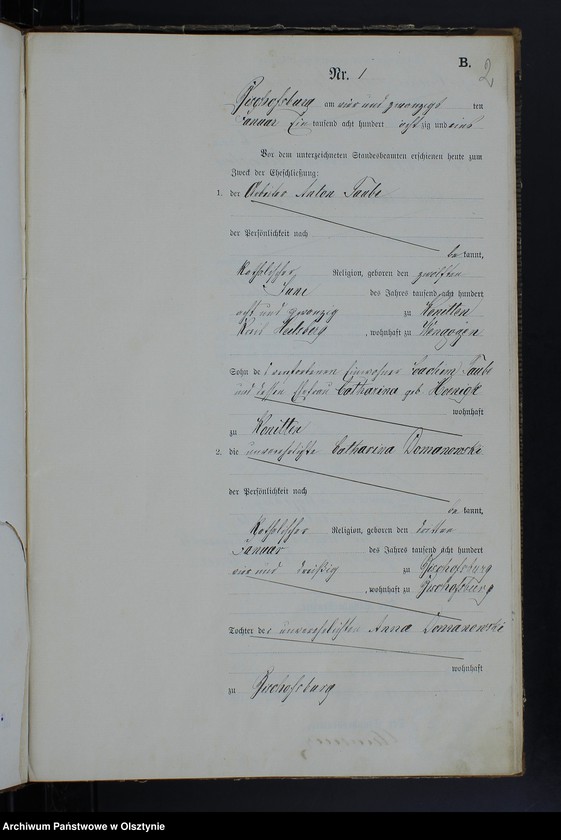 B.
2
Nr. 1
Bischofsburg am vier und zwanzigsten
Januar Ein tausend acht hundert achtzig und eins
Vor dem unterzeichneten Standesbeamten erschienen heute zum
Zweck der Eheschließung:
1. der Arbeiter Anton Taube
der Persönlichkeit nach
bekannt,
Katholischer Religion, geboren den zwölften
Juni des Jahres tausend acht hundert
acht und zwanzig zu Konitten
Kreis Heilsberg, wohnhaft zu
Sohn des verstorbenen Einwohner Joachim Taube
und dessen Ehefrau Catharina geb Hoenigk
wohnhaft
zu Konitten
2. die unverehelichte Catharina Domanowski
der Persönlichkeit nach
bekannt,
Katholischer Religion, geboren den dritten
Januar des Jahres tausend acht hundert
vier und dreißig zu Bischofsburg
, wohnhaft zu Bischofsburg
Tochter der unverehelichten Anna Domanowski
wohnhaft
zu Bischofsburg
Archiwum Państwowe w Olsztynie